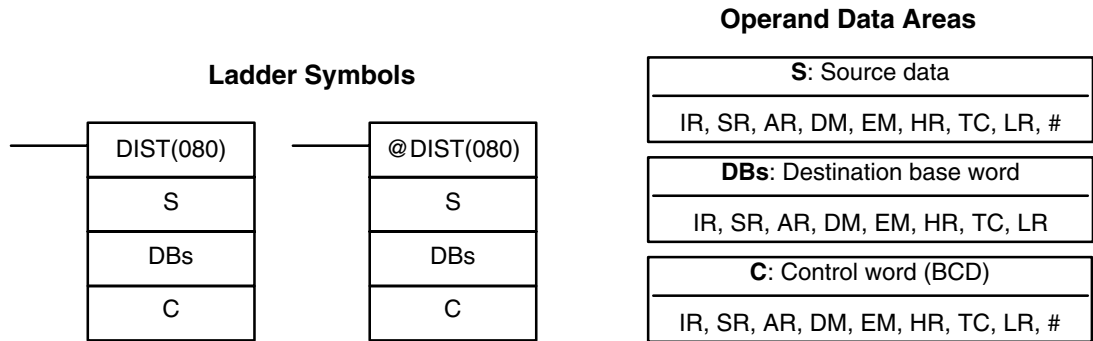 Operand Data Areas
Ladder Symbols
DIST(080)
S
DBs
C
@DIST(080)
S
DBs
C
S: Source data
IR, SR, AR, DM, EM, HR, TC, LR, #
DBs: Destination base word
IR, SR, AR, DM, EM, HR, TC, LR
C: Control word (BCD)
IR, SR, AR, DM, EM, HR, TC, LR, #